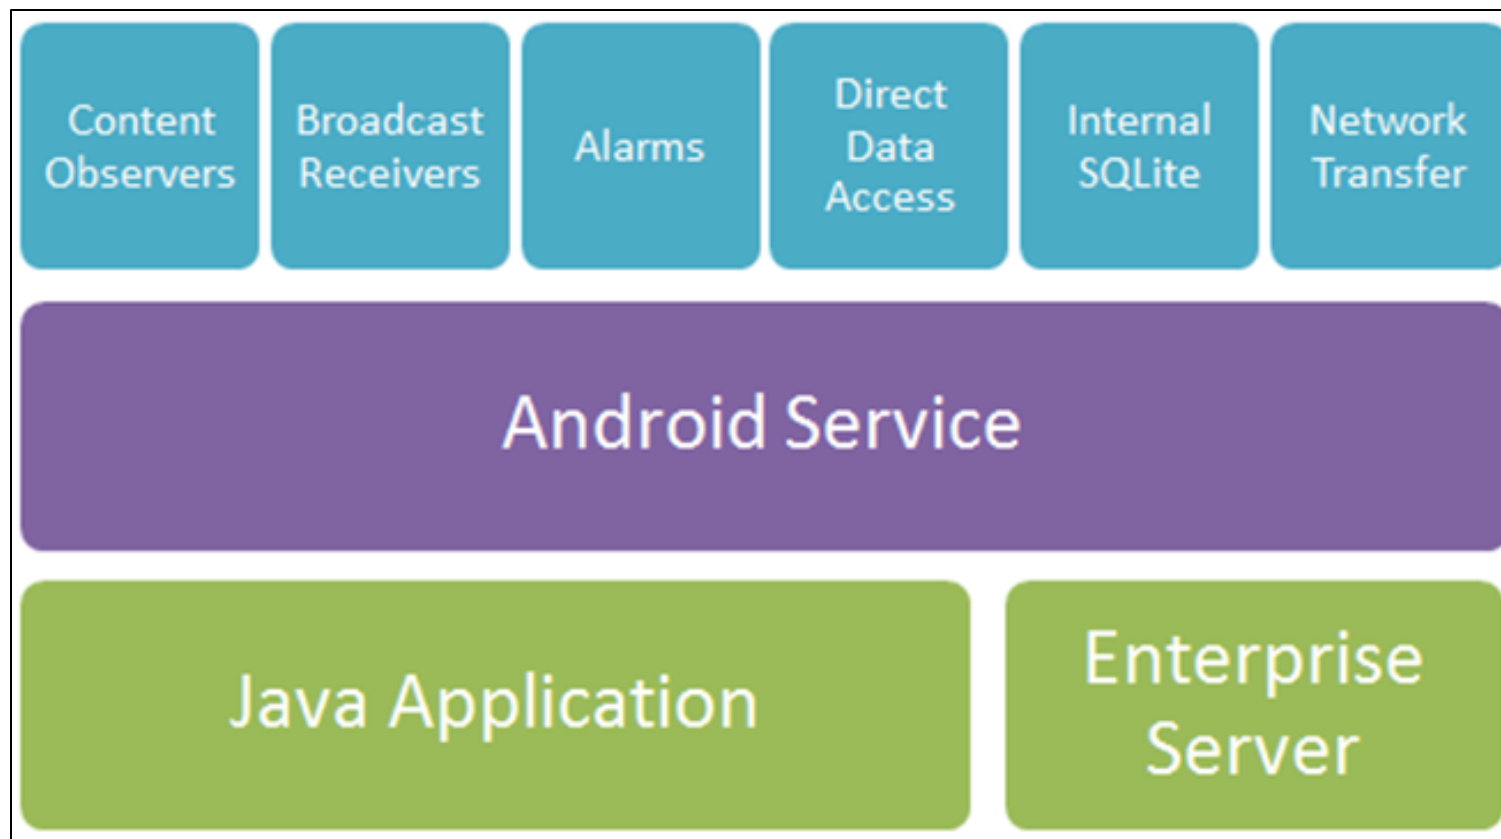 Content
Observers
Broadcast
Receivers
Alarms
Direct
Data
Access
Internal
SQLite
Network
Transfer
Android Service
Java Application
Enterprise
Server